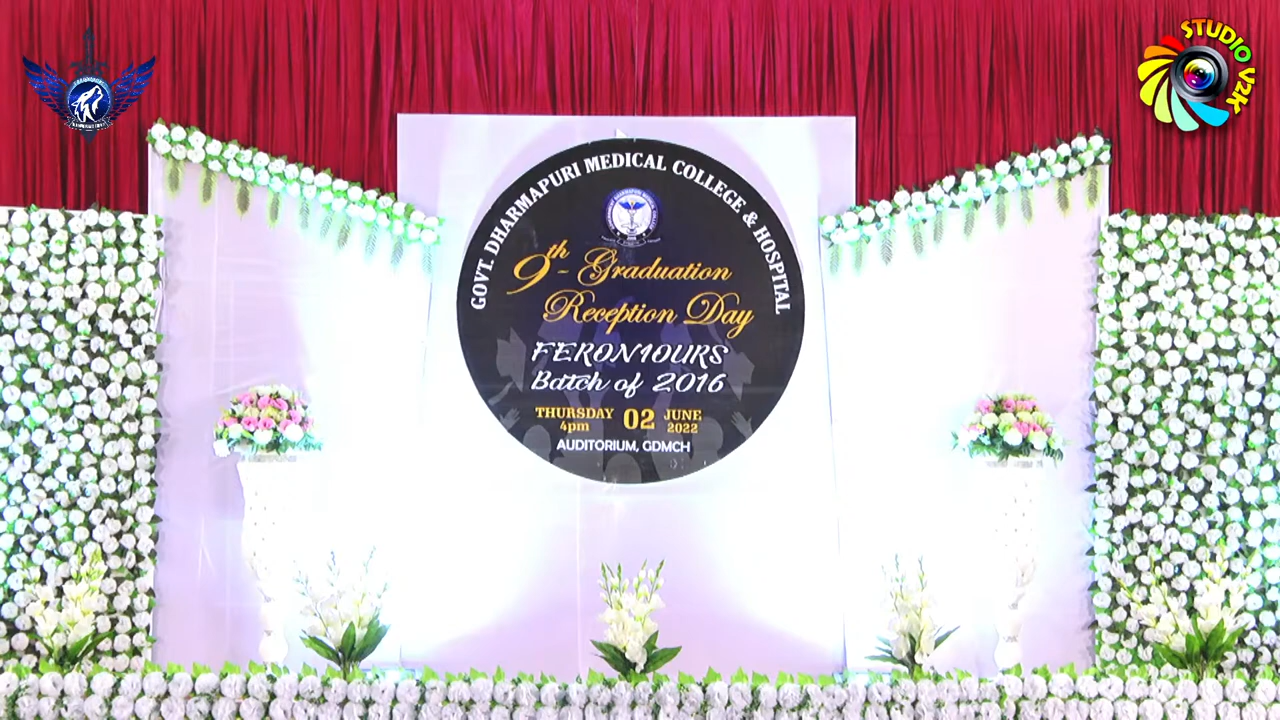 STUDIO V2K
GOVT. DHARMAPURI MEDICAL COLLEGE & HOSPITAL
9th - Graduation
Reception Day
FERON1OURS
Batch of 2016
THURSDAY 02 JUNE
4pm 2022
AUDITORIUM, GDMCH